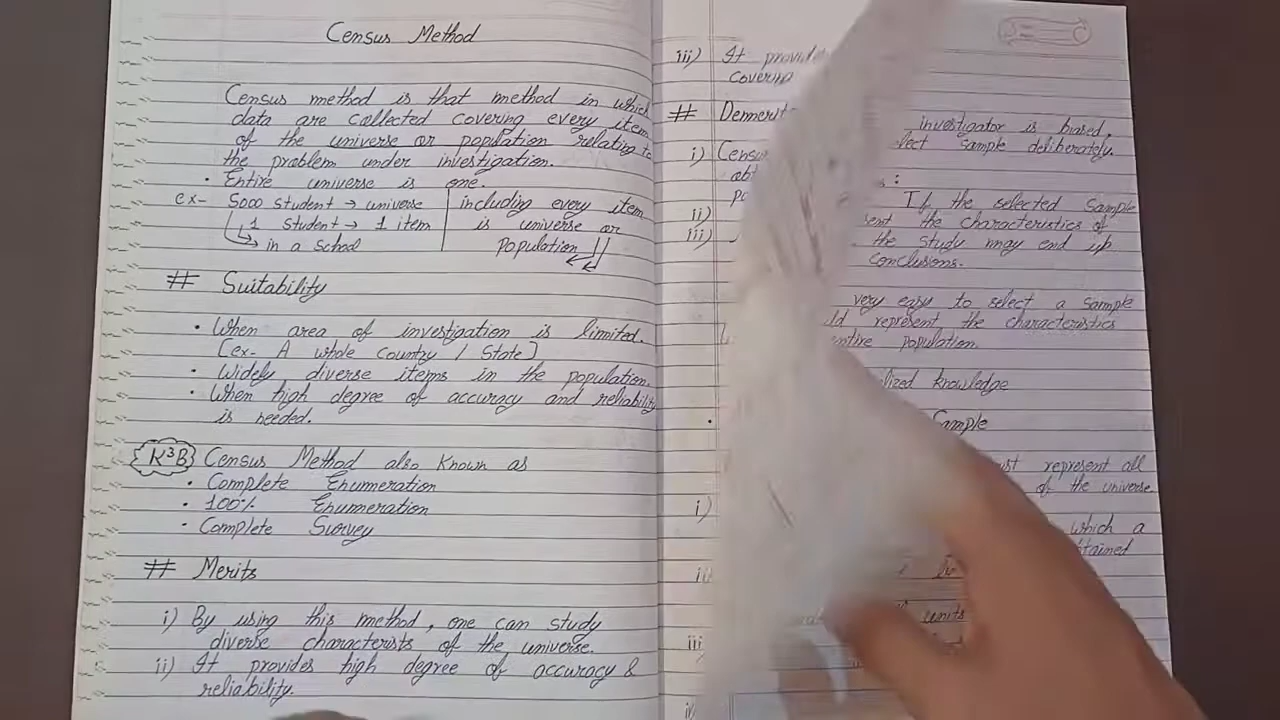 Census Method
Census method is that method in which
data are collected covering every item
of the universe or population relating to
the problem under investigation.
• Entire universe is one.
ex- 5000 student → universe
1 student → 1 item
in a School
including every item
is universe or
population
# Suitability
• When area of investigation is limmited.
[ex- A whole country / State]
• Widely diverse items in the population.
• When high degree of accuracy and reliability
is needed.
K³B Census Method also known as
• Complete Enumeration
• 100% Enumeration
• Complete Survey
# Merits
i) By using this method, one can study
diverse characterists of the universe.
ii) It provides high degree of accuracy &
reliability.
iii) It
# 
i)
ii)
iii)
investigator is biased,
sample deliberately.
If the selected Sample
the characteristics of
the study may end up
conclusions.
very easy to select a sample
represent the characteristics
population.
knowledge
Sample
represent all
of the universe.
i)
which a
units
iii